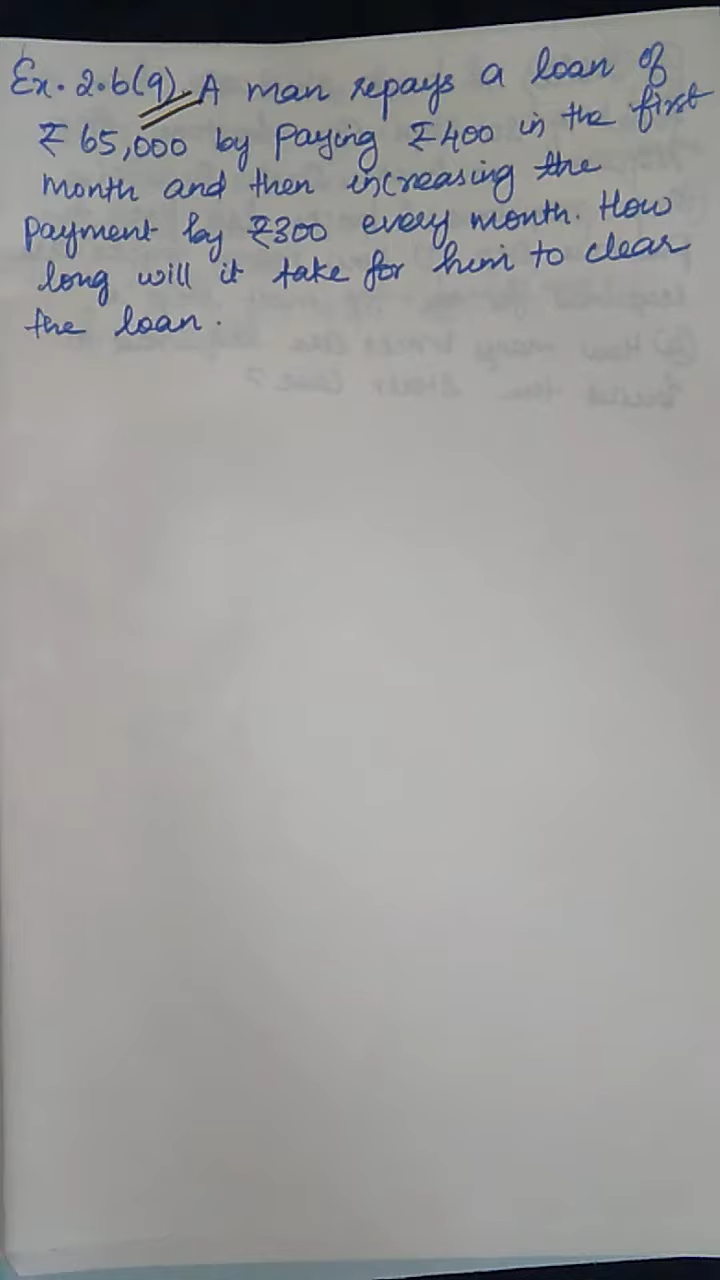 Ex. 2.6(9). A man repays a loan of
₹65,000 by paying ₹400 in the first
month and then increasing the
payment by ₹300 every month. How
long will it take for him to clear
the loan.